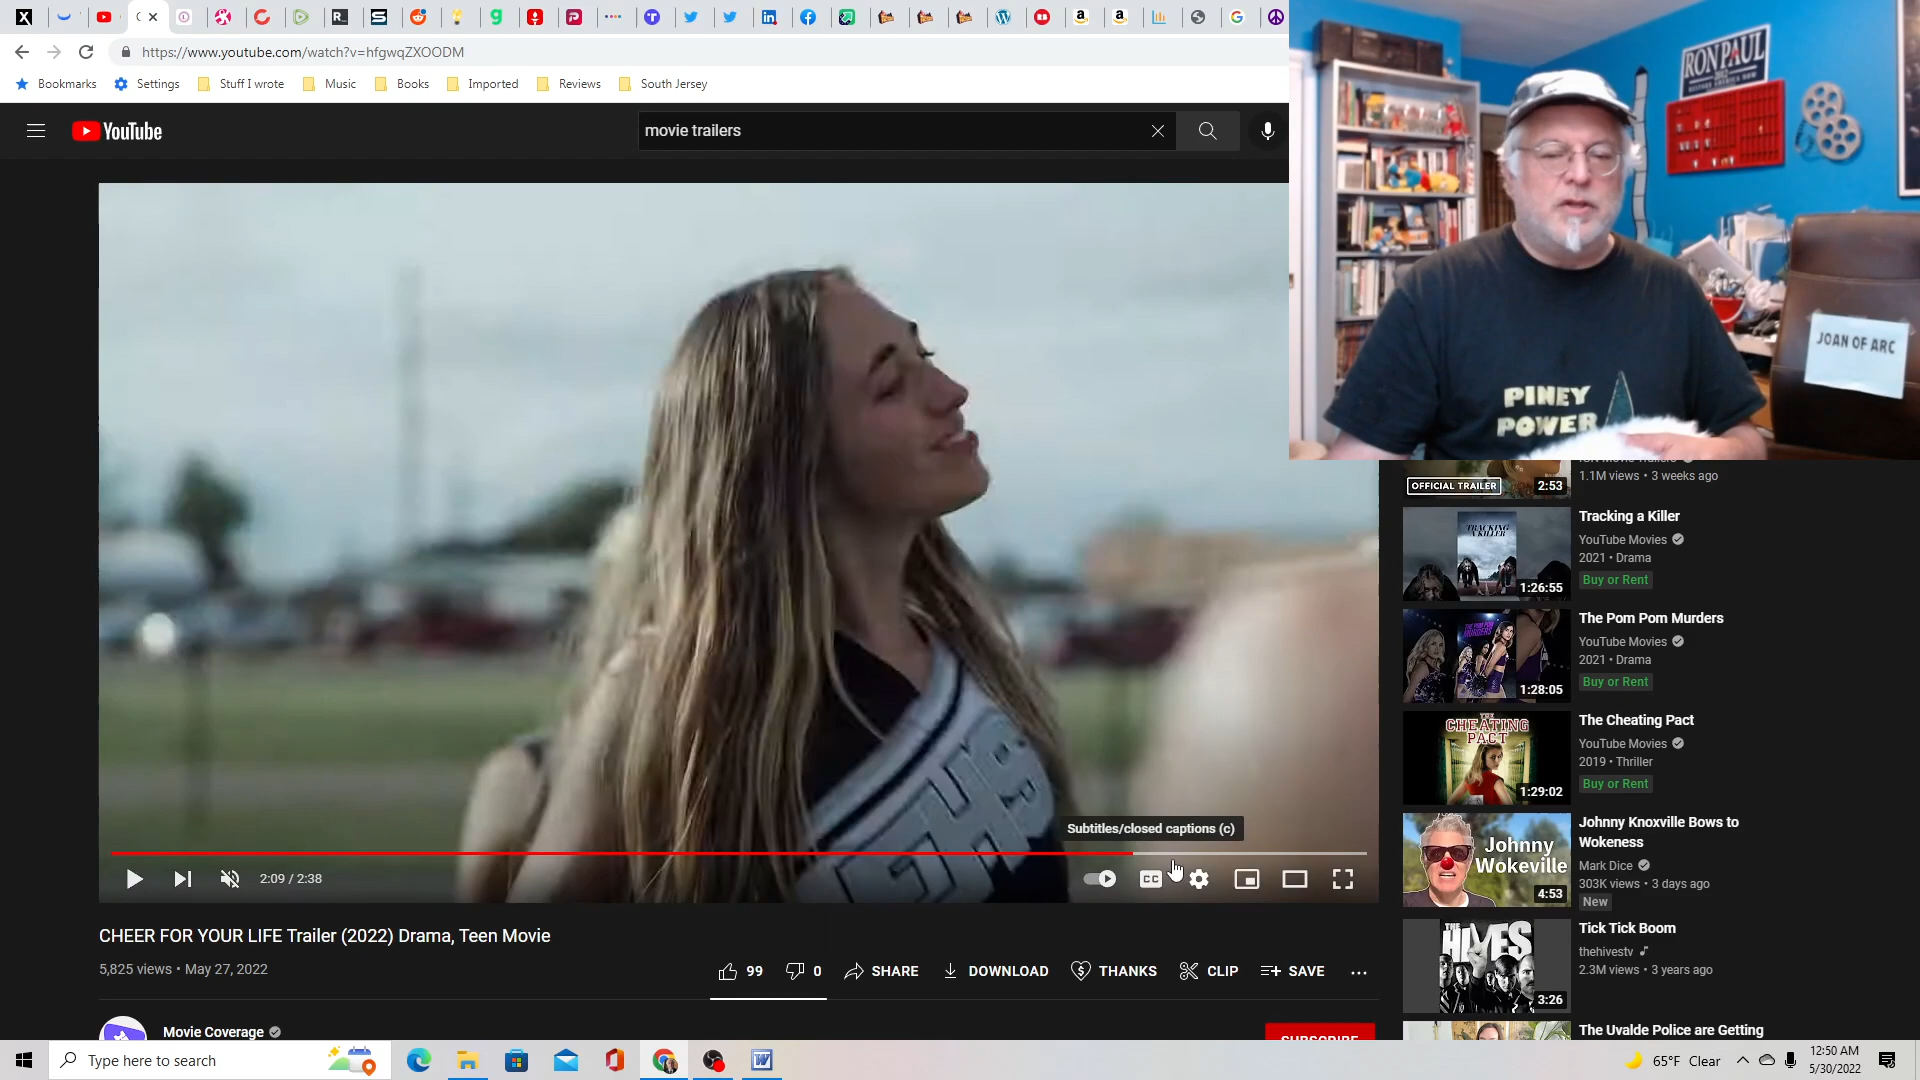 https://www.youtube.com/watch?v=hfgwqZXOODM
Bookmarks Settings Stuff I wrote Music Books Imported Reviews South Jersey
YouTube
movie trailers
RON PAUL
2012
JOAN OF ARC
PINEY
POWER
Subtitles/closed captions (c)
CC
2:09 / 2:38
CHEER FOR YOUR LIFE Trailer (2022) Drama, Teen Movie
5,825 views • May 27, 2022
99 0 SHARE DOWNLOAD THANKS CLIP SAVE ...
Movie Coverage
SUBSCRIBE
OFFICIAL TRAILER 2:53
1.1M views • 3 weeks ago
TRACKING
A KILLER
1:26:55
Tracking a Killer
YouTube Movies
2021 • Drama
Buy or Rent
1:28:05
The Pom Pom Murders
YouTube Movies
2021 • Drama
Buy or Rent
THE
CHEATING
PACT
1:29:02
The Cheating Pact
YouTube Movies
2019 • Thriller
Buy or Rent
Johnny
Wokeville
4:53
Johnny Knoxville Bows to
Wokeness
Mark Dice
303K views • 3 days ago
New
THE
HIVES
3:26
Tick Tick Boom
thehivestv
2.3M views • 3 years ago
The Uvalde Police are Getting
Type here to search
65°F Clear
12:50 AM
5/30/2022